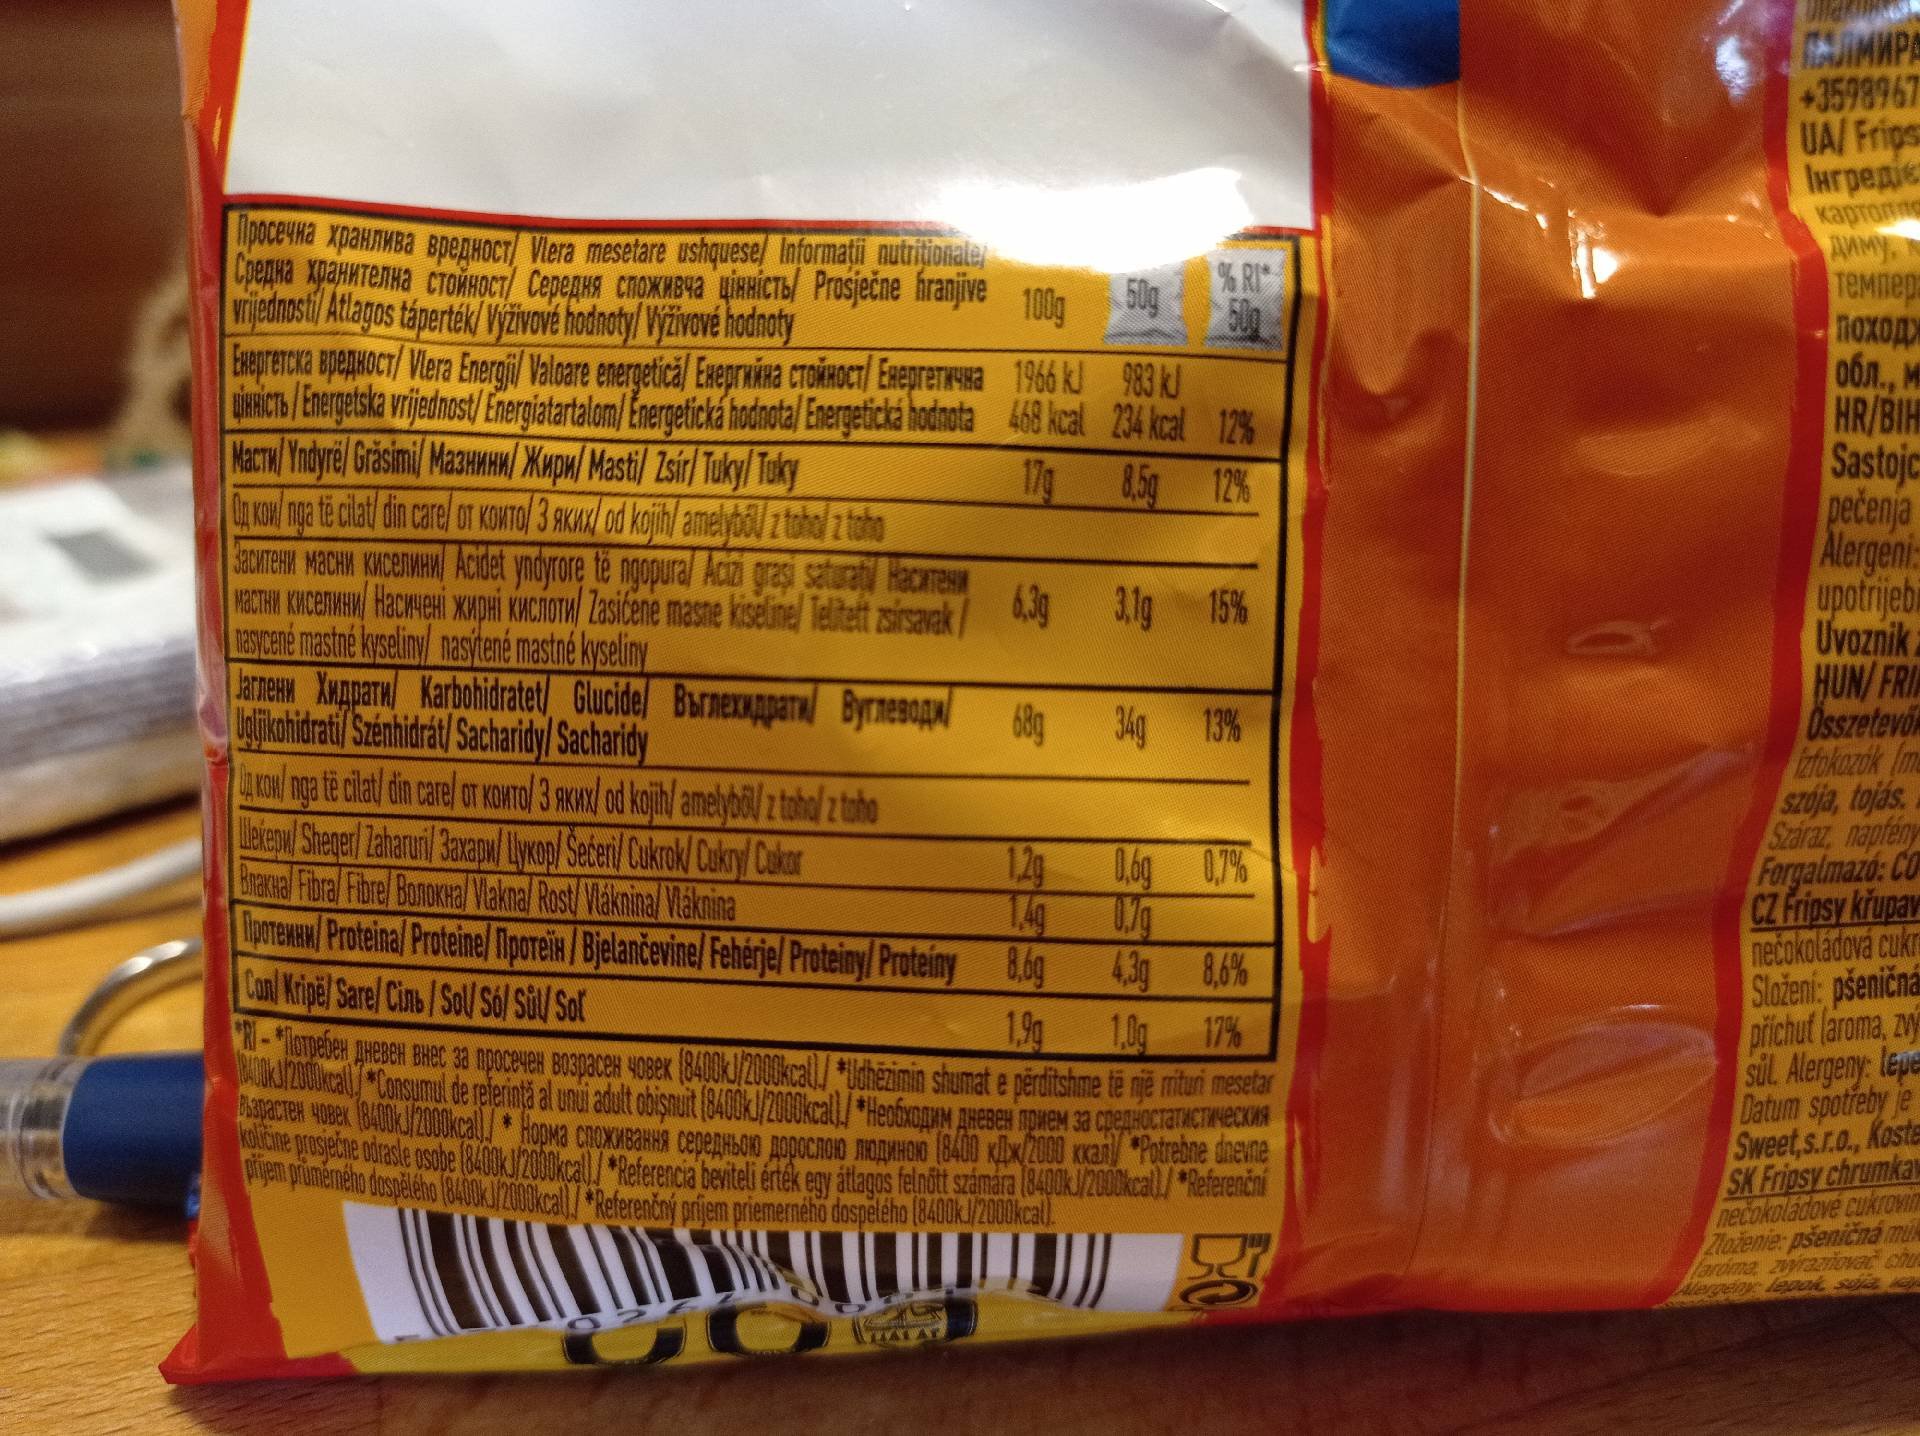 Просечна хранлива вредност/ Vlera mesetare ushquese/ Informații nutriționale/
Средна хранителна стойност/ Середня споживча цінність/ Prosječne hranjive
vrijednosti/ Átlagos táperték/ Výživové hodnoty/ Výživové hodnoty
100g 50g % RI* 50g
Енергетска вредност/ Vlera Energji/ Valoare energetică/ Енергийна стойност/ Енергетична 1966 kJ 983 kJ
цінність / Energetska vrijednost/ Energiatartalom/ Energetická hodnota/ Energetická hodnota 468 kcal 234 kcal 12%
Масти/ Yndyrë/ Grăsimi/ Мазнини/ Жири/ Masti/ Zsír/ Tuky/ Tuky 17g 8,5g 12%
Од кои/ nga të cilat/ din care/ от които/ З яких/ od kojih/ amelyből/ z toho/ z toho
Заситени масни киселини/ Acidet yndyrore të ngopura/ Acizi grași saturați/ Наситени
мастни киселини/ Насичені жирні кислоти/ Zasićene masne kiseline/ Telített zsírsavak / 6,3g 3,1g 15%
nasycené mastné kyseliny/ nasýtené mastné kyseliny
Јаглени Хидрати/ Karbohidratet/ Glucide/ Въглехидрати/ Вуглеводи/ 68g 34g 13%
Ugljikohidrati/ Szénhidrát/ Sacharidy/ Sacharidy
Од кои/ nga të cilat/ din care/ от които/ З яких/ od kojih/ amelyből/ z toho/ z toho
Шеќери/ Sheqer/ Zaharuri/ Захари/ Цукор/ Šećeri/ Cukrok/ Cukry/ Cukor 1,2g 0,6g 0,7%
Влакна/ Fibra/ Fibre/ Волокна/ Vlakna/ Rost/ Vláknina/ Vláknina 1,4g 0,7g
Протеини/ Proteina/ Proteine/ Протеїн / Bjelančevine/ Fehérje/ Proteiny/ Proteíny 8,6g 4,3g 8,6%
Сол/ Kripë/ Sare/ Сіль / Sol/ Só/ Sůl/ Soľ 1,9g 1,0g 17%
*RI - *Потребен дневен внес за просечен возрасен човек (8400kJ/2000kcal)./ *Udhëzimin shumat e përditshme të një rrituri mesetar
(8400kJ/2000kcal)./ *Consumul de referință al unui adult obișnuit (8400kJ/2000kcal)./ *Необходим дневен прием за средностатистическия
възрастен човек (8400kJ/2000kcal)./ * Норма споживання середньою дорослою людиною (8400 кДж/2000 ккал)/ *Potrebne dnevne
količine prosječne odrasle osobe (8400kJ/2000kcal)./ *Referencia beviteli érték egy átlagos felnőtt számára (8400kJ/2000kcal)./ *Referenční
příjem průměrného dospělého (8400kJ/2000kcal)./ *Referenčný príjem priemerného dospelého (8400kJ/2000kcal).
ПАЛМИРА
+3598967
UA/ Frips
Інгредіє
картопля
диму,
темпер
поход
обл., м
HR/BIH
Sastojc
pečenja
Alergeni:
upotrijebi
Uvoznik
HUN/ FRI
Összetevő
ízfokozók
szója, tojás.
Száraz, napfény
Forgalmazó: CO
CZ Fripsy křupav
nečokoládová cukr
Složení: pšeničná
příchuť (aroma, zvý
sůl. Alergeny: lepe
Datum spotřeby je
Sweet,s.r.o., Koste
SK Fripsy chrumkav
nečokoládové cukrovin
Zloženie: pšeničná múk
(aróma, zvýrazňovač chu
Alergény: lepok, sója,